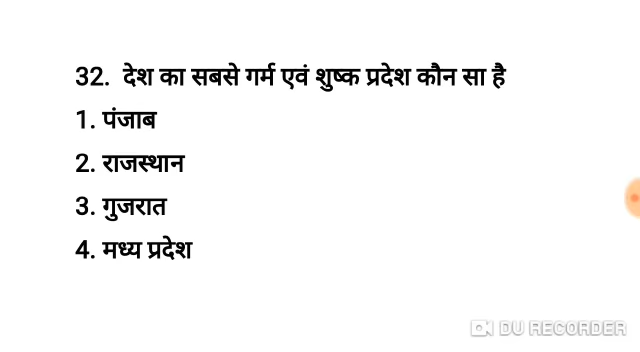 32. देश का सबसे गर्म एवं शुष्क प्रदेश कौन सा है
1. पंजाब
2. राजस्थान
3. गुजरात
4. मध्य प्रदेश
DU RECORDER